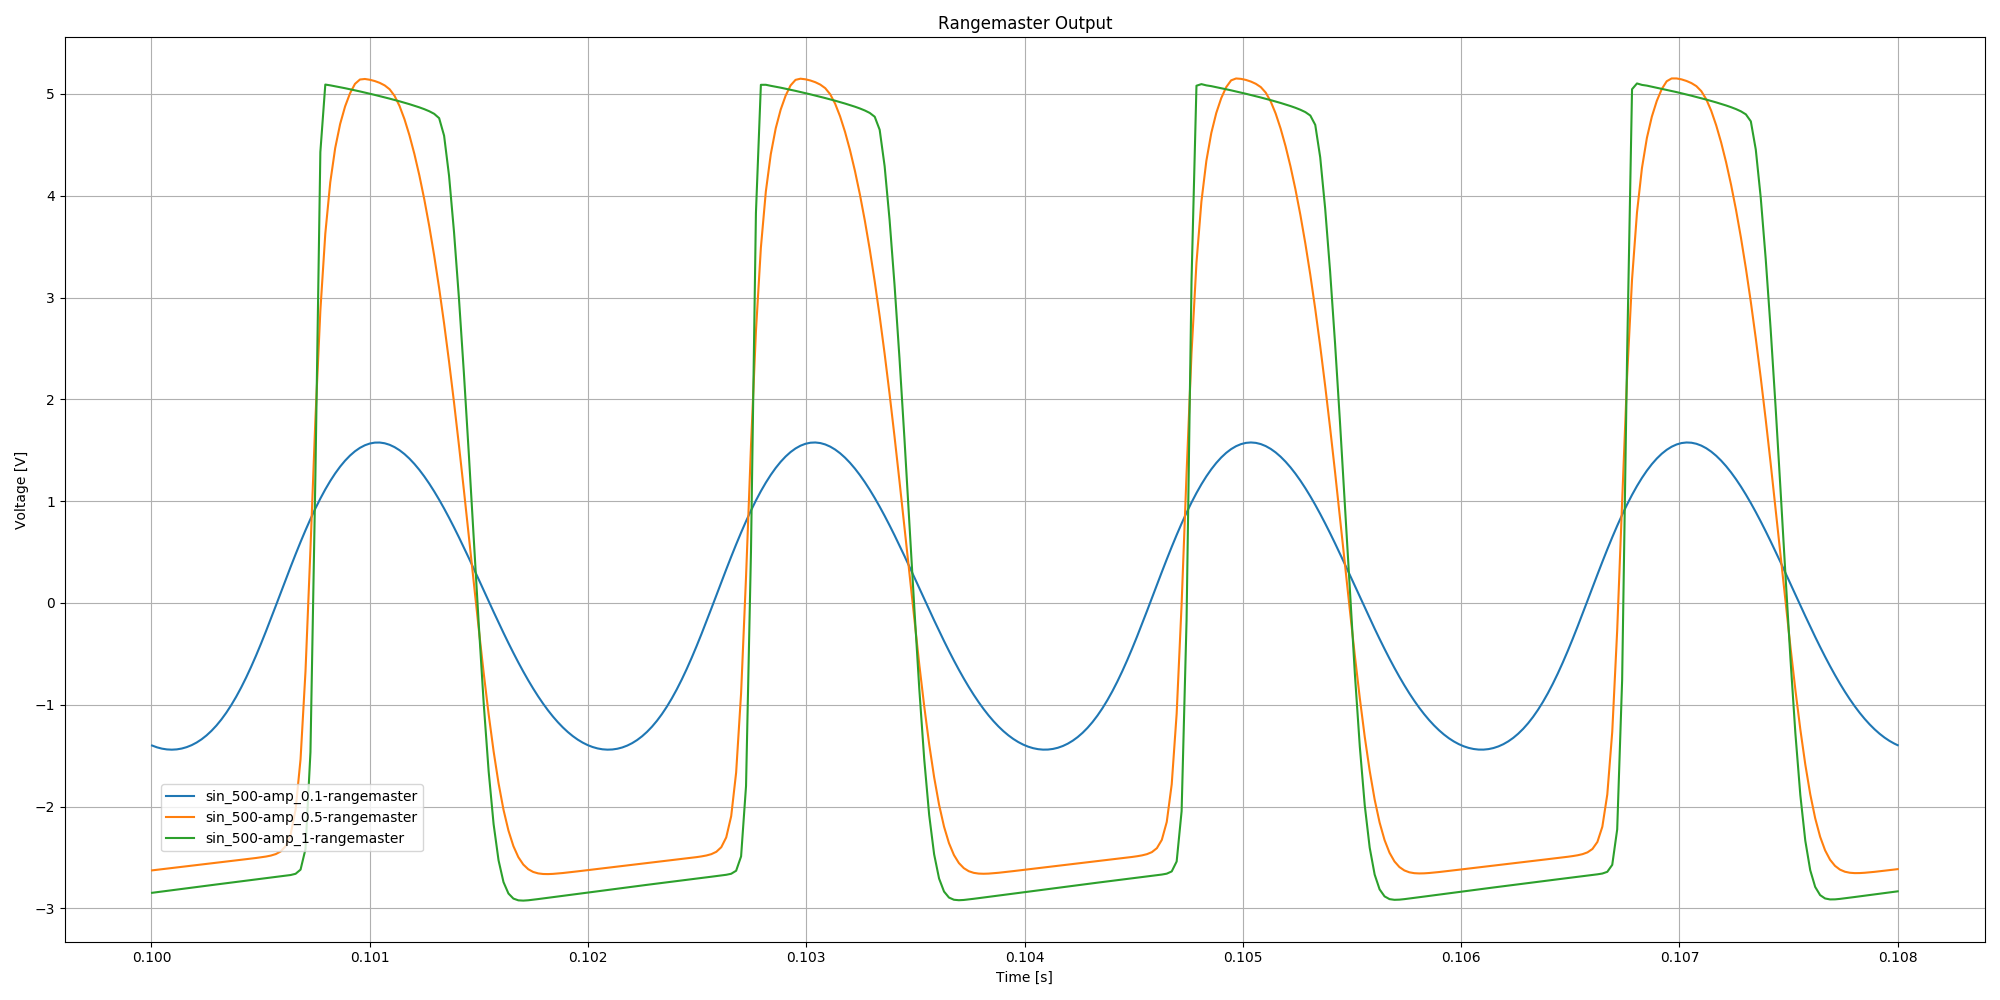 Rangemaster Output
Voltage [V]
5
4
3
2
1
0
−1
−2
−3
sin_500-amp_0.1-rangemaster
sin_500-amp_0.5-rangemaster
sin_500-amp_1-rangemaster
0.100 0.101 0.102 0.103 0.104 0.105 0.106 0.107 0.108
Time [s]